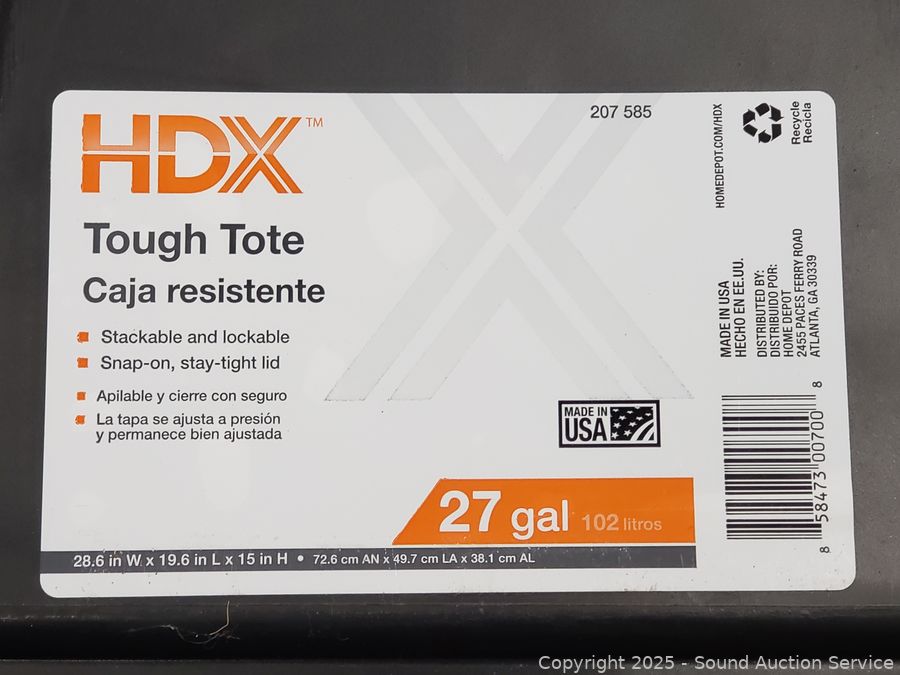 HDX™
207 585
Tough Tote
Caja resistente
Stackable and lockable
Snap-on, stay-tight lid
Apilable y cierre con seguro
La tapa se ajusta a presión
y permanece bien ajustada
MADE IN
USA
27 gal 102 litros
28.6 in W x 19.6 in L x 15 in H • 72.6 cm AN x 49.7 cm LA x 38.1 cm AL
HOMEDEPOT.COM/HDX
Recycle
Recicla
MADE IN USA
HECHO EN EE.UU.
DISTRIBUTED BY:
DISTRIBUIDO POR:
HOME DEPOT
2455 PACES FERRY ROAD
ATLANTA, GA 30339
8 58473 00700 8
Copyright 2025 - Sound Auction Service